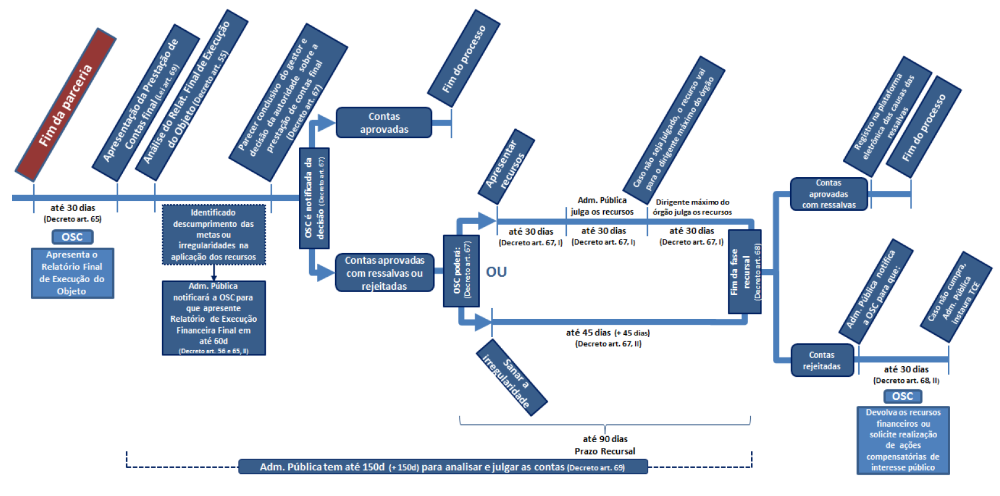 Fim da parceria
Apresentação da Prestação de
Contas final (Lei art. 69)
Análise do Relat. Final de Execução
do Objeto (Decreto art. 55)
Parecer conclusivo do gestor e
decisão da autoridade sobre a
prestação de contas final
(Decreto art. 67)
até 30 dias
(Decreto art. 65)
OSC
Apresenta o
Relatório Final
de Execução do
Objeto
Identificado
descumprimento das
metas ou
irregularidades na
aplicação dos recursos
Adm. Pública
notificará a OSC para
que apresente
Relatório de Execução
Financeira Final em
até 60d
(Decreto art. 56 e 65, II)
OSC é notificada da
decisão (Decreto art. 67)
Contas
aprovadas
Fim do processo
Contas aprovadas
com ressalvas ou
rejeitadas
OSC poderá:
(Decreto art. 67)
OU
Apresentar
recursos
até 30 dias
(Decreto art. 67, I)
Adm. Pública
julga os recursos
até 30 dias
(Decreto art. 67, I)
Caso não seja julgado, o recurso vai
para o dirigente máximo do órgão
Dirigente máximo do
órgão julga os recursos
até 30 dias
(Decreto art. 67, I)
Sanar a
irregularidade
até 45 dias (+ 45 dias)
(Decreto art. 67, II)
Fim da fase
recursal
(Decreto art. 68)
até 90 dias
Prazo Recursal
Adm. Pública tem até 150d (+ 150d) para analisar e julgar as contas (Decreto art. 69)
Contas
aprovadas
com ressalvas
Registro na plataforma
eletrônica das causas das
ressalvas
Fim do processo
Contas
rejeitadas
Adm. Pública notifica
a OSC para que:
Caso não cumpra,
Adm. Pública
instaura TCE
até 30 dias
(Decreto art. 68, II)
OSC
Devolva os recursos
financeiros ou
solicite realização
de ações
compensatórias de
interesse público